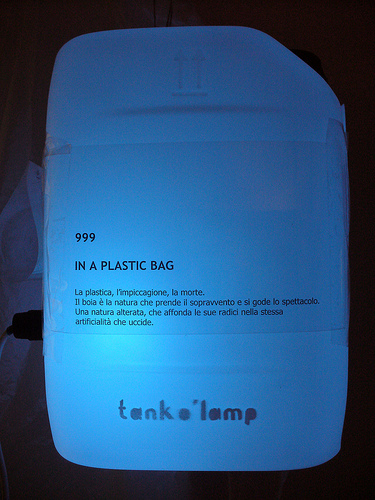 999
IN A PLASTIC BAG
La plastica, l'impiccagione, la morte.
Il boia è la natura che prende il sopravvento e si gode lo spettacolo.
Una natura alterata, che affonda le sue radici nella stessa
artificialità che uccide.
tank o'lamp